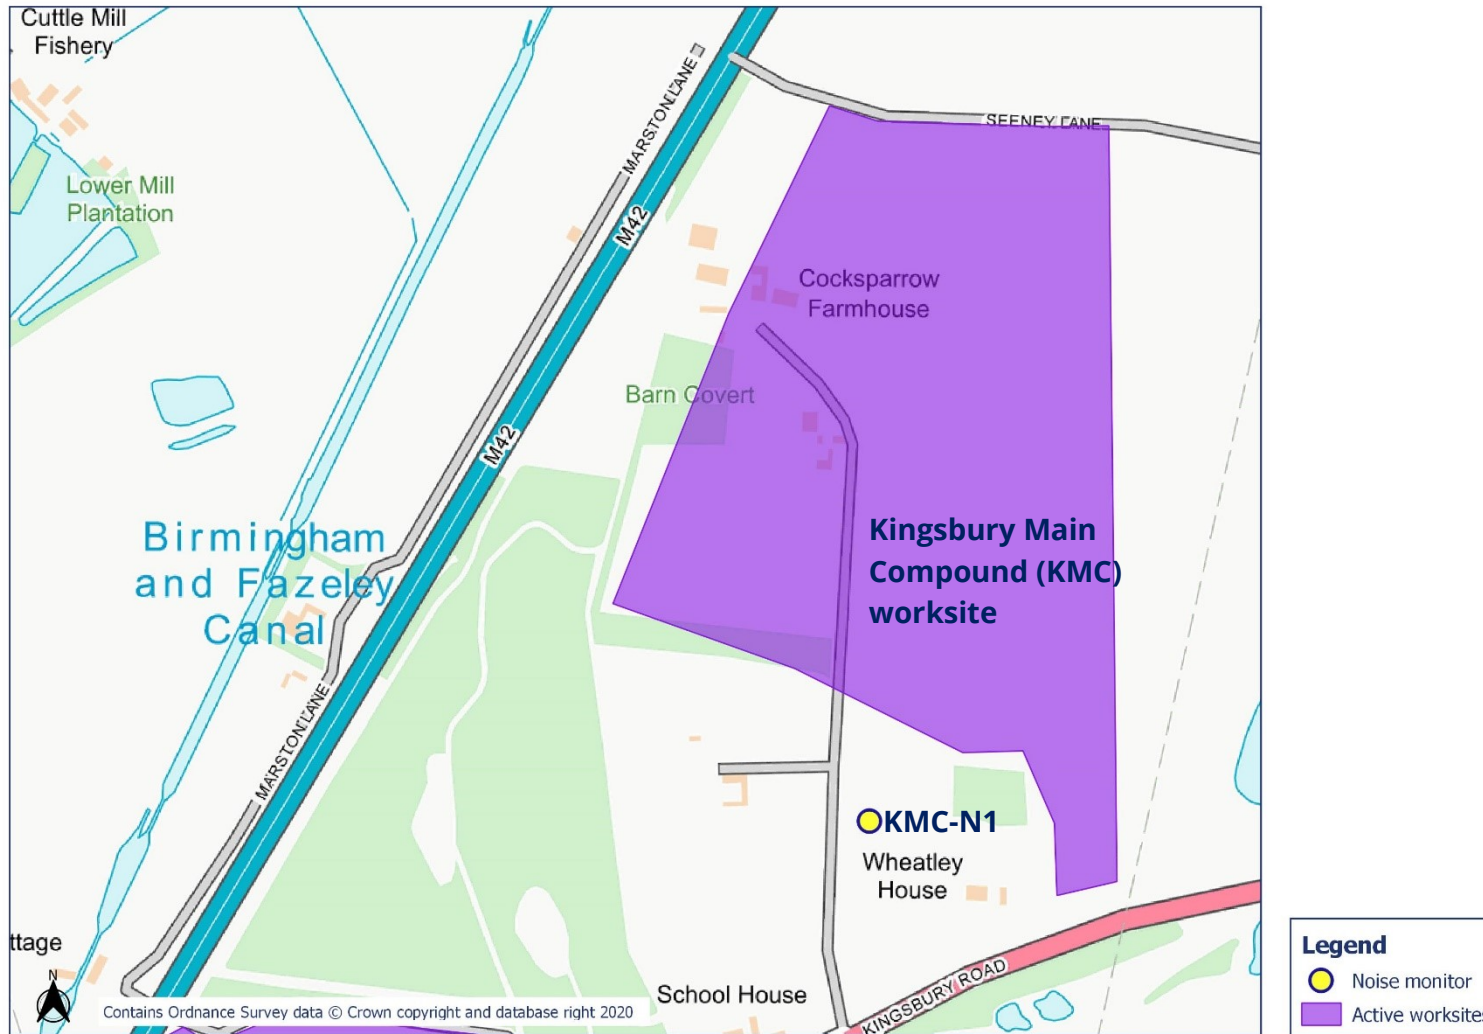 Cuttle Mill
Fishery
MARSTON LANE
SEENEY LANE
Lower Mill
Plantation
M42
Cocksparrow
Farmhouse
Barn Covert
M42
Birmingham
and Fazeley
Canal
Kingsbury Main
Compound (KMC)
worksite
MARSTON LANE
KMC-N1
Wheatley
House
ttage
N
School House
KINGSBURY ROAD
Contains Ordnance Survey data © Crown copyright and database right 2020
Legend
Noise monitor
Active worksite